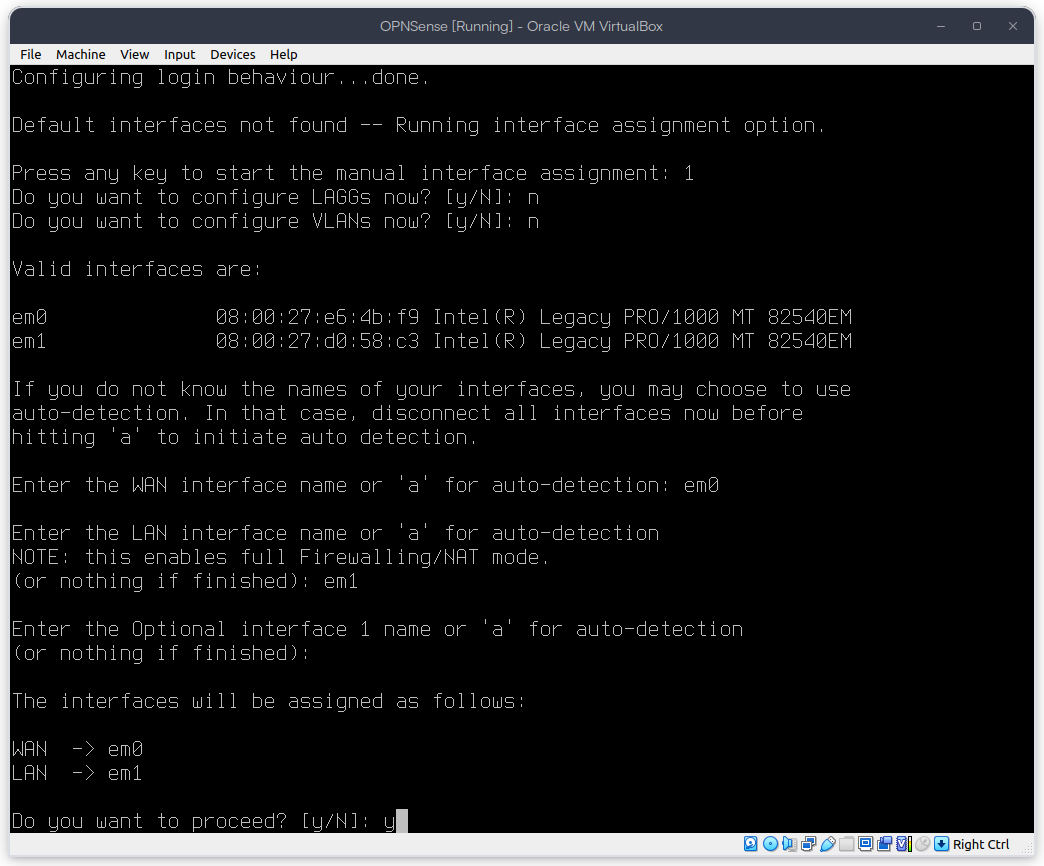 OPNSense [Running] - Oracle VM VirtualBox
File Machine View Input Devices Help
Configuring login behaviour...done.
Default interfaces not found -- Running interface assignment option.
Press any key to start the manual interface assignment: 1
Do you want to configure LAGGs now? [y/N]: n
Do you want to configure VLANs now? [y/N]: n
Valid interfaces are:
em0 08:00:27:e6:4b:f9 Intel(R) Legacy PRO/1000 MT 82540EM
em1 08:00:27:d0:58:c3 Intel(R) Legacy PRO/1000 MT 82540EM
If you do not know the names of your interfaces, you may choose to use
auto-detection. In that case, disconnect all interfaces now before
hitting 'a' to initiate auto detection.
Enter the WAN interface name or 'a' for auto-detection: em0
Enter the LAN interface name or 'a' for auto-detection
NOTE: this enables full Firewalling/NAT mode.
(or nothing if finished): em1
Enter the Optional interface 1 name or 'a' for auto-detection
(or nothing if finished):
The interfaces will be assigned as follows:
WAN -> em0
LAN -> em1
Do you want to proceed? [y/N]: y
Right Ctrl